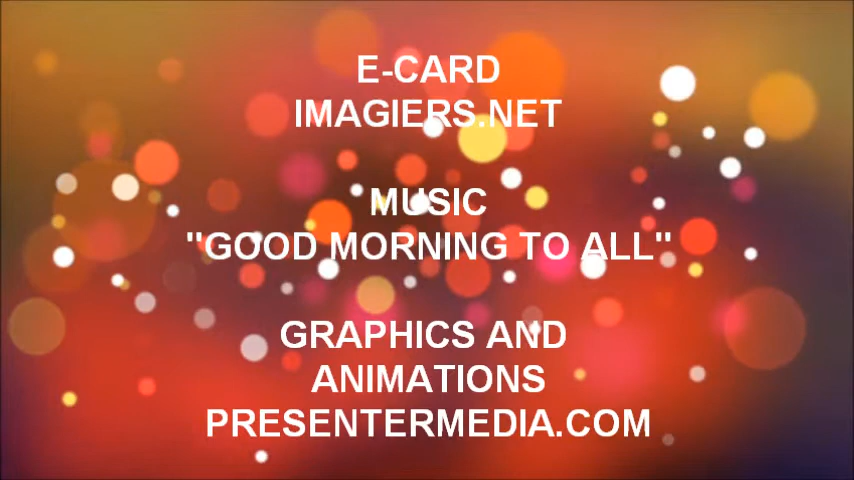 E-CARD
IMAGIERS.NET
MUSIC
"GOOD MORNING TO ALL"
GRAPHICS AND
ANIMATIONS
PRESENTERMEDIA.COM